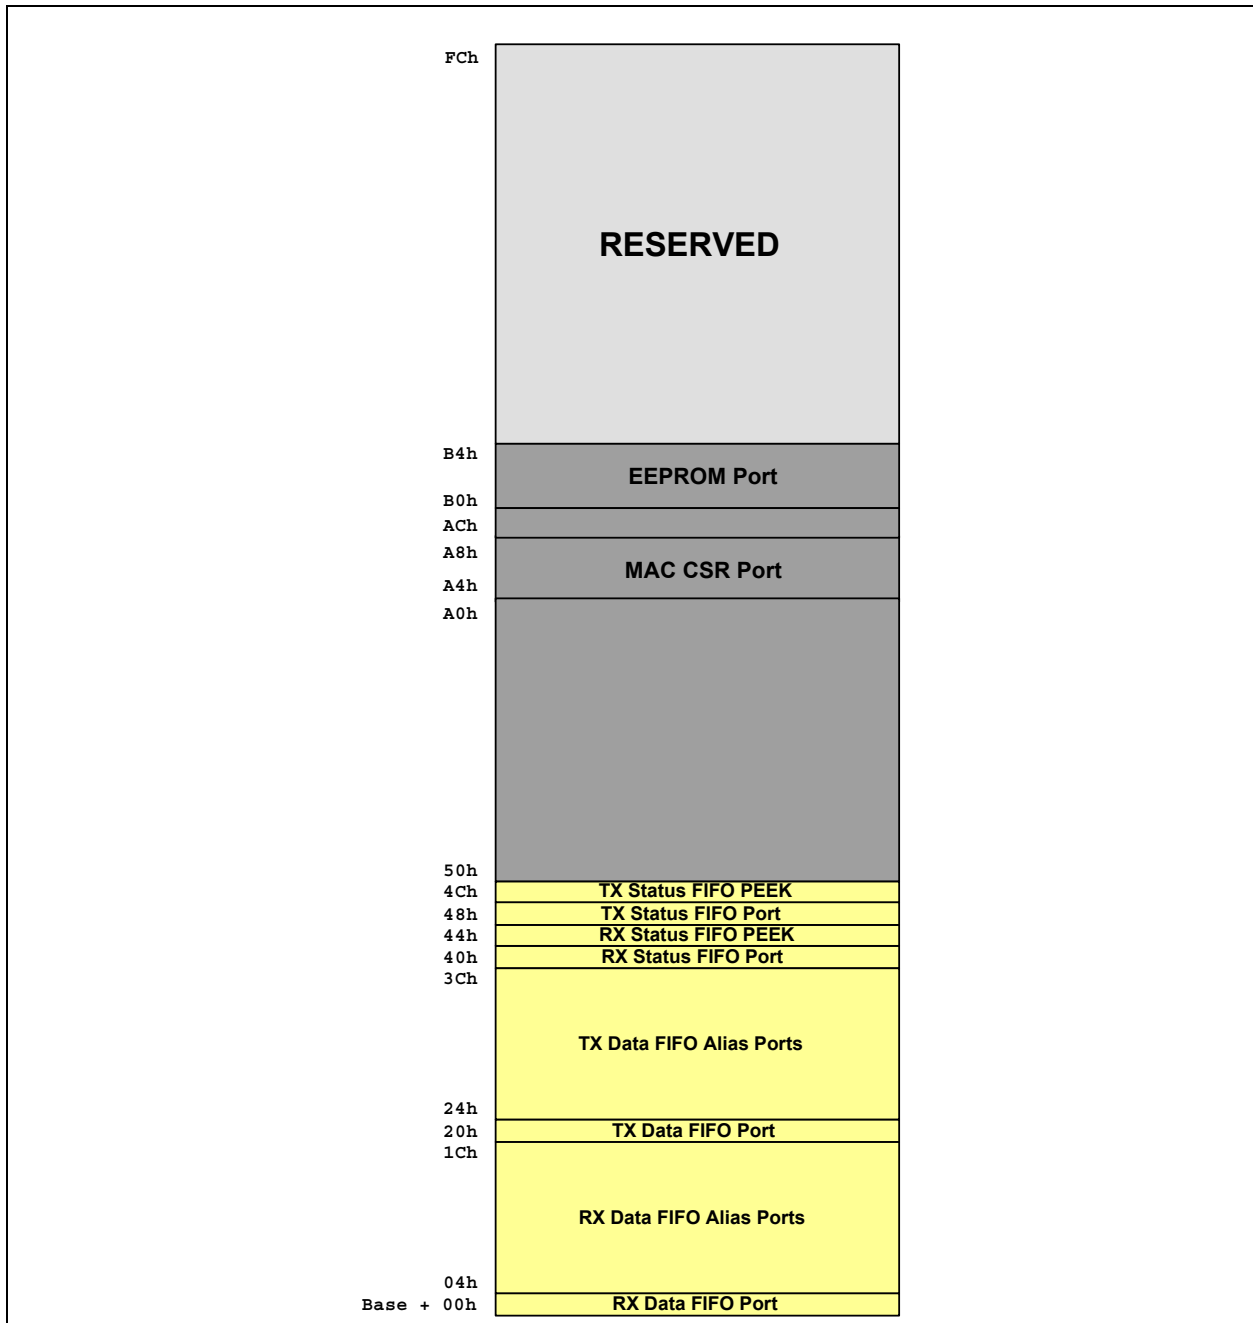 FCh
RESERVED
B4h
EEPROM Port
B0h
ACh
A8h
MAC CSR Port
A4h
A0h
50h
4Ch TX Status FIFO PEEK
48h TX Status FIFO Port
44h RX Status FIFO PEEK
40h RX Status FIFO Port
3Ch
TX Data FIFO Alias Ports
24h
20h TX Data FIFO Port
1Ch
RX Data FIFO Alias Ports
04h
Base + 00h RX Data FIFO Port